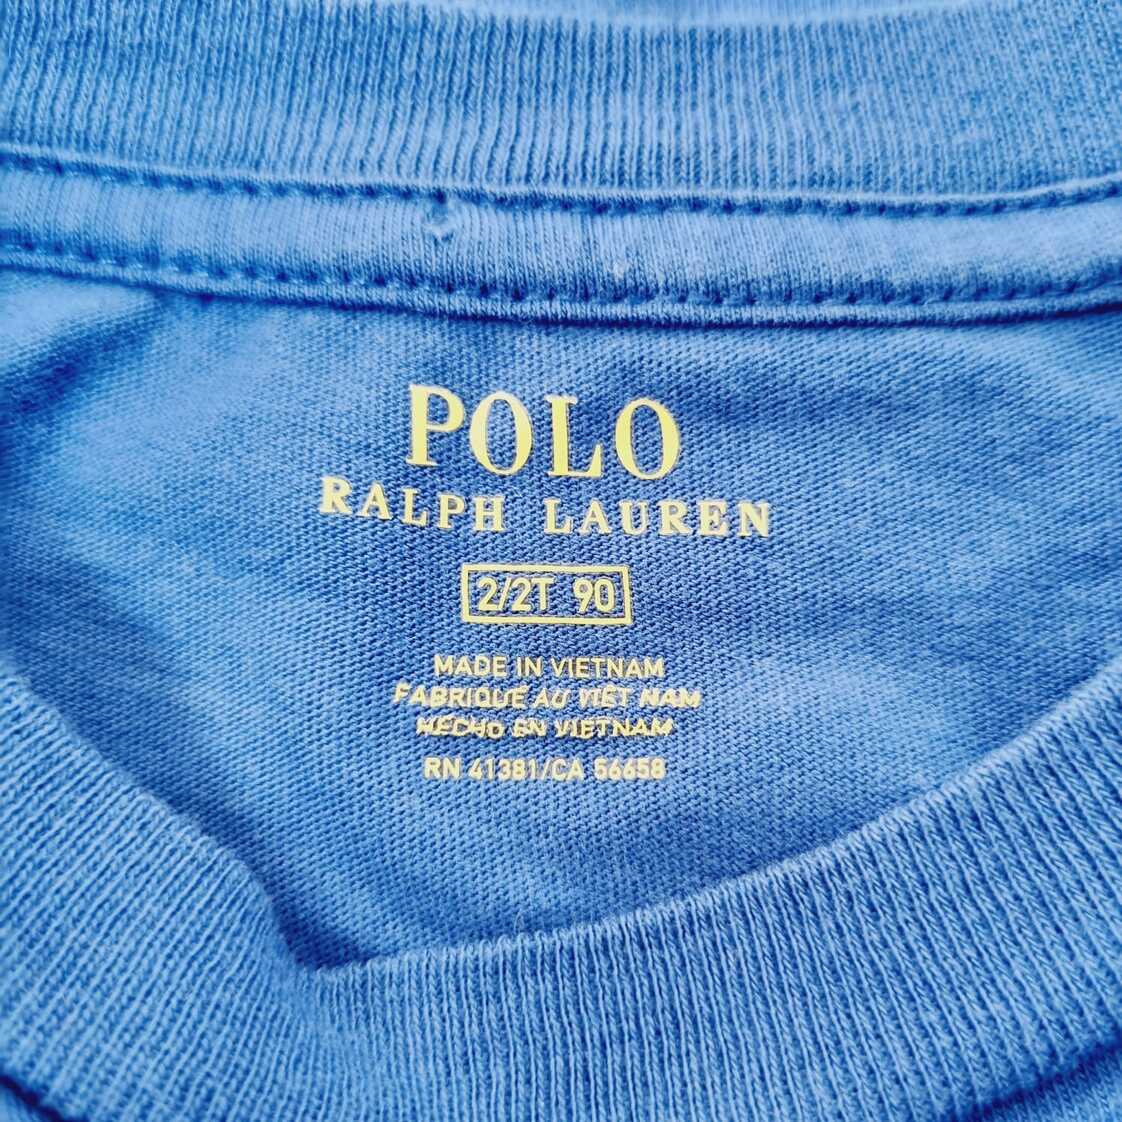 POLO
RALPH LAUREN
2/2T 90
MADE IN VIETNAM
FABRIQUÉ AU VIET NAM
HECHO EN VIETNAM
RN 41381/CA 56658